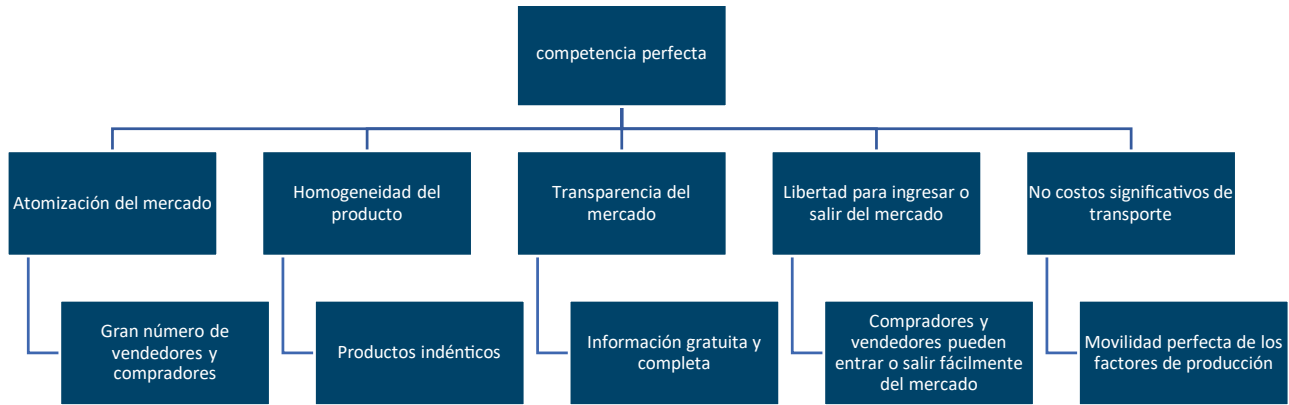 competencia perfecta
Atomización del mercado
Homogeneidad del
producto
Transparencia del
mercado
Libertad para ingresar o
salir del mercado
No costos significativos de
transporte
Gran número de
vendedores y
compradores
Productos indénticos
Información gratuita y
completa
Compradores y
vendedores pueden
entrar o salir fácilmente
del mercado
Movilidad perfecta de los
factores de producción